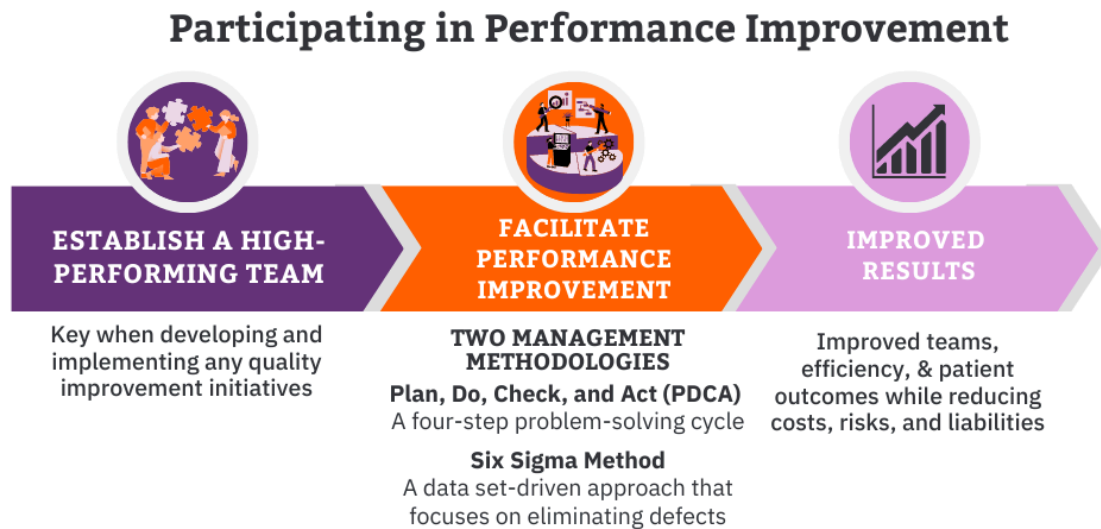 Participating in Performance Improvement
ESTABLISH A HIGH-
PERFORMING TEAM
Key when developing and
implementing any quality
improvement initiatives
FACILITATE
PERFORMANCE
IMPROVEMENT
TWO MANAGEMENT
METHODOLOGIES
Plan, Do, Check, and Act (PDCA)
A four-step problem-solving cycle
Six Sigma Method
A data set-driven approach that
focuses on eliminating defects
IMPROVED
RESULTS
Improved teams,
efficiency, & patient
outcomes while reducing
costs, risks, and liabilities